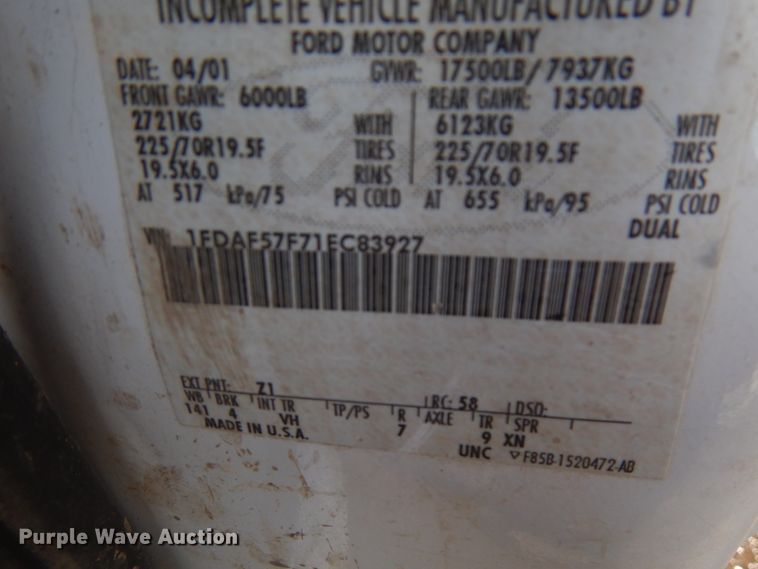 INCOMPLETE VEHICLE MANUFACTURED BY
FORD MOTOR COMPANY
DATE: 04/01 GVWR: 17500LB/7937KG
FRONT GAWR: 6000LB REAR GAWR: 13500LB
2721KG WITH 6123KG WITH
225/70R19.5F TIRES 225/70R19.5F TIRES
19.5X6.0 RIMS 19.5X6.0 RIMS
AT 517 kPa/75 PSI COLD AT 655 kPa/95 PSI COLD
DUAL
VIN: 1FDAF57F71EC83927
EXT PNT: Z1 RC: 58 DSO:
WB BRK INT TR TP/PS R AXLE TR SPR
141 4 VH 7 9 XN
MADE IN U.S.A.
UNC F85B-1520472-AB
Purple Wave Auction